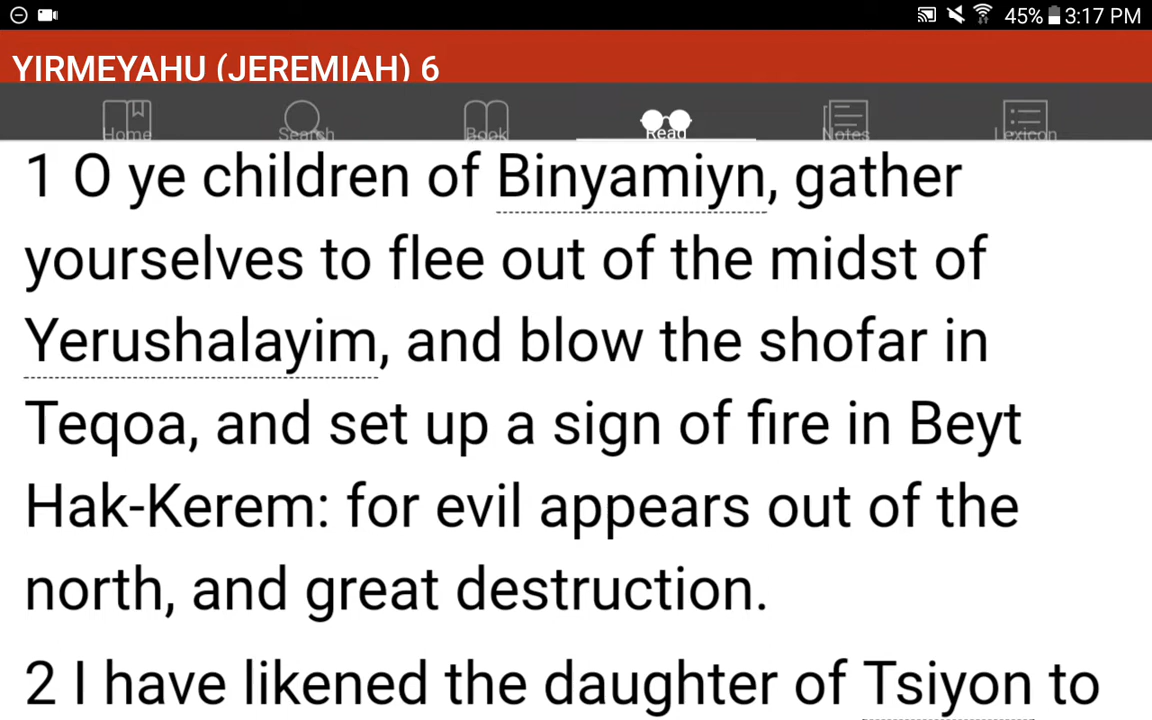 45% 3:17 PM
YIRMEYAHU (JEREMIAH) 6
Home Search Book Read Notes Lexicon
1 O ye children of Binyamiyn, gather
yourselves to flee out of the midst of
Yerushalayim, and blow the shofar in
Teqoa, and set up a sign of fire in Beyt
Hak-Kerem: for evil appears out of the
north, and great destruction.
2 I have likened the daughter of Tsiyon to